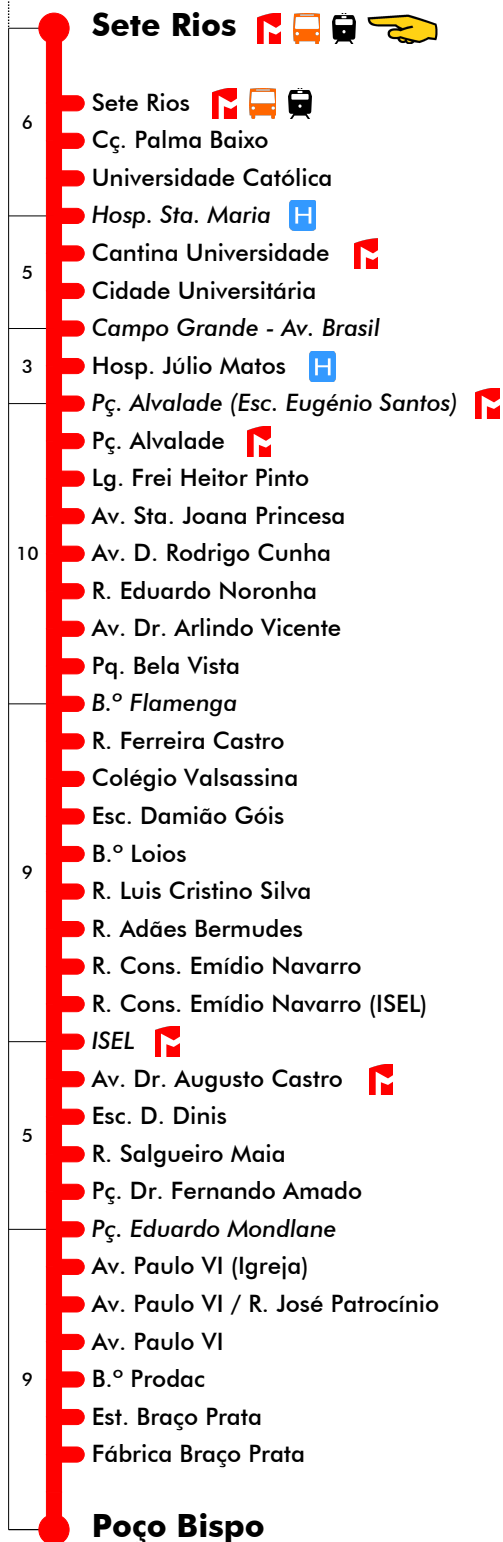 Sete Rios
Sete Rios
6
Cç. Palma Baixo
Universidade Católica
Hosp. Sta. Maria H
Cantina Universidade
5
Cidade Universitária
Campo Grande - Av. Brasil
3 Hosp. Júlio Matos H
Pç. Alvalade (Esc. Eugénio Santos)
Pç. Alvalade
Lg. Frei Heitor Pinto
Av. Sta. Joana Princesa
10 Av. D. Rodrigo Cunha
R. Eduardo Noronha
Av. Dr. Arlindo Vicente
Pq. Bela Vista
B.º Flamenga
R. Ferreira Castro
Colégio Valsassina
Esc. Damião Góis
B.º Loios
9
R. Luis Cristino Silva
R. Adães Bermudes
R. Cons. Emídio Navarro
R. Cons. Emídio Navarro (ISEL)
ISEL
Av. Dr. Augusto Castro
Esc. D. Dinis
5
R. Salgueiro Maia
Pç. Dr. Fernando Amado
Pç. Eduardo Mondlane
Av. Paulo VI (Igreja)
Av. Paulo VI / R. José Patrocínio
Av. Paulo VI
9 B.º Prodac
Est. Braço Prata
Fábrica Braço Prata
Poço Bispo